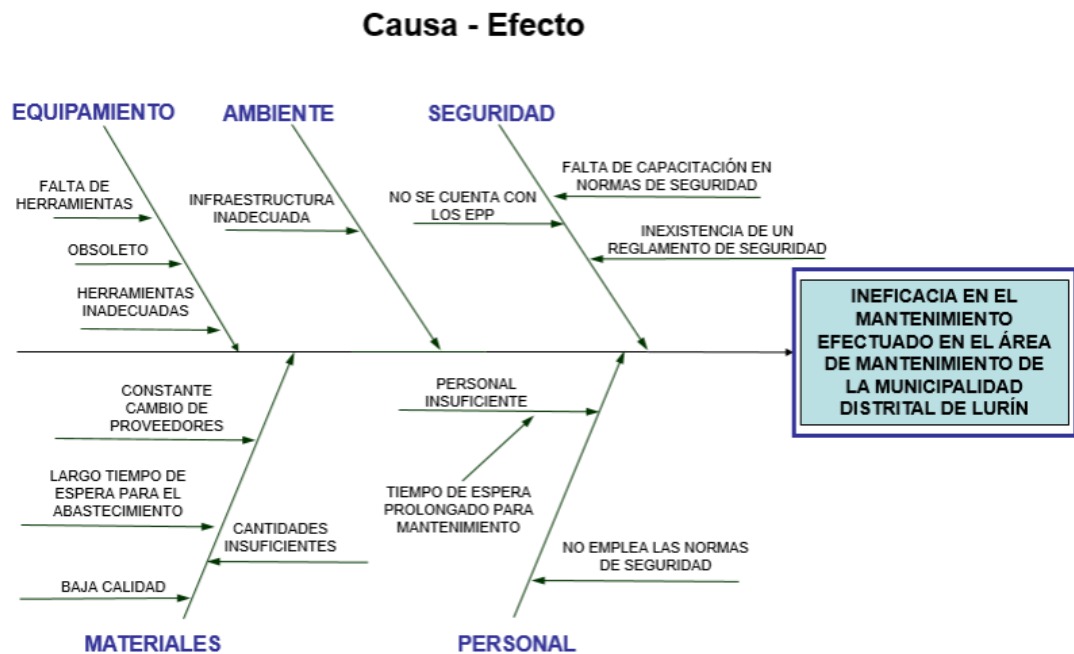 Causa - Efecto
EQUIPAMIENTO
AMBIENTE
SEGURIDAD
FALTA DE
HERRAMIENTAS
OBSOLETO
HERRAMIENTAS
INADECUADAS
INFRAESTRUCTURA
INADECUADA
NO SE CUENTA CON
LOS EPP
FALTA DE CAPACITACIÓN EN
NORMAS DE SEGURIDAD
INEXISTENCIA DE UN
REGLAMENTO DE SEGURIDAD
INEFICACIA EN EL
MANTENIMIENTO
EFECTUADO EN EL ÁREA
DE MANTENIMIENTO DE
LA MUNICIPALIDAD
DISTRITAL DE LURÍN
CONSTANTE
CAMBIO DE
PROVEEDORES
LARGO TIEMPO DE
ESPERA PARA EL
ABASTECIMIENTO
CANTIDADES
INSUFICIENTES
BAJA CALIDAD
PERSONAL
INSUFICIENTE
TIEMPO DE ESPERA
PROLONGADO PARA
MANTENIMIENTO
NO EMPLEA LAS NORMAS
DE SEGURIDAD
MATERIALES
PERSONAL